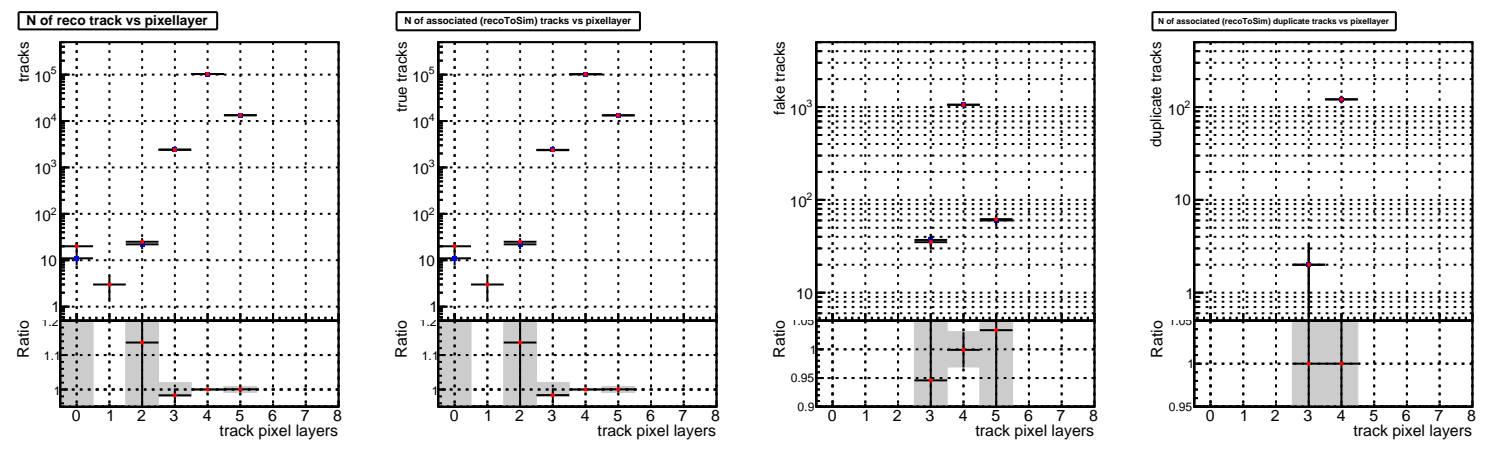 N of reco track vs pixellayer
tracks
10^5
10^4
10^3
10^2
10
1
Ratio
1.2
1.1
1
0 1 2 3 4 5 6 7 8
track pixel layers
N of associated (recoToSim) tracks vs pixellayer
true tracks
10^5
10^4
10^3
10^2
10
1
Ratio
1.2
1.1
1
0 1 2 3 4 5 6 7 8
track pixel layers
fake tracks
10^3
10^2
10
Ratio
1.05
1
0.95
0.9
0 1 2 3 4 5 6 7 8
track pixel layers
N of associated (recoToSim) duplicate tracks vs pixellayer
duplicate tracks
10^2
10
1
Ratio
1.05
1
0.95
0 1 2 3 4 5 6 7 8
track pixel layers